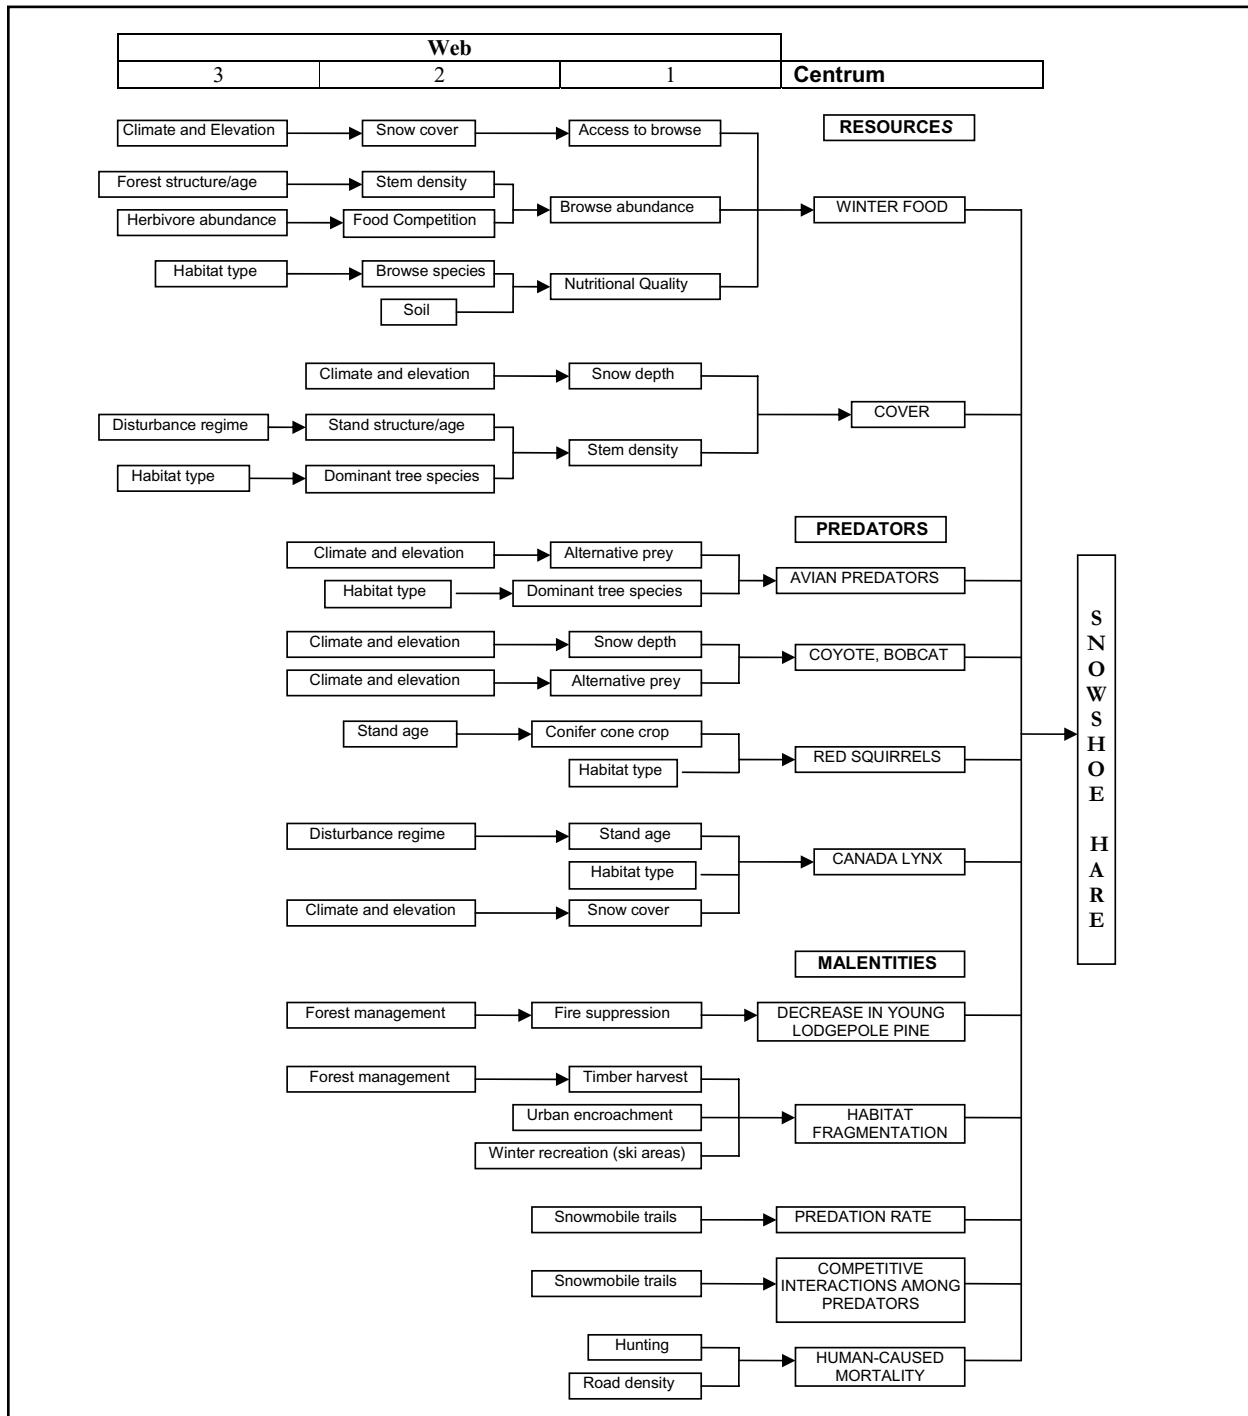 Web
3 2 1 Centrum
RESOURCES
Climate and Elevation Snow cover Access to browse
Forest structure/age Stem density
Browse abundance WINTER FOOD
Herbivore abundance Food Competition
Habitat type Browse species
Nutritional Quality
Soil
Climate and elevation Snow depth
COVER
Disturbance regime Stand structure/age
Stem density
Habitat type Dominant tree species
PREDATORS
Climate and elevation Alternative prey
AVIAN PREDATORS
Habitat type Dominant tree species
Climate and elevation Snow depth
COYOTE, BOBCAT
Climate and elevation Alternative prey
Stand age Conifer cone crop
RED SQUIRRELS
Habitat type
Disturbance regime Stand age
CANADA LYNX
Habitat type
Climate and elevation Snow cover
MALENTITIES
Forest management Fire suppression DECREASE IN YOUNG
LODGEPOLE PINE
Forest management Timber harvest
Urban encroachment HABITAT
FRAGMENTATION
Winter recreation (ski areas)
Snowmobile trails PREDATION RATE
Snowmobile trails COMPETITIVE
INTERACTIONS AMONG
PREDATORS
Hunting
HUMAN-CAUSED
MORTALITY
Road density
SNOWSHOE HARE